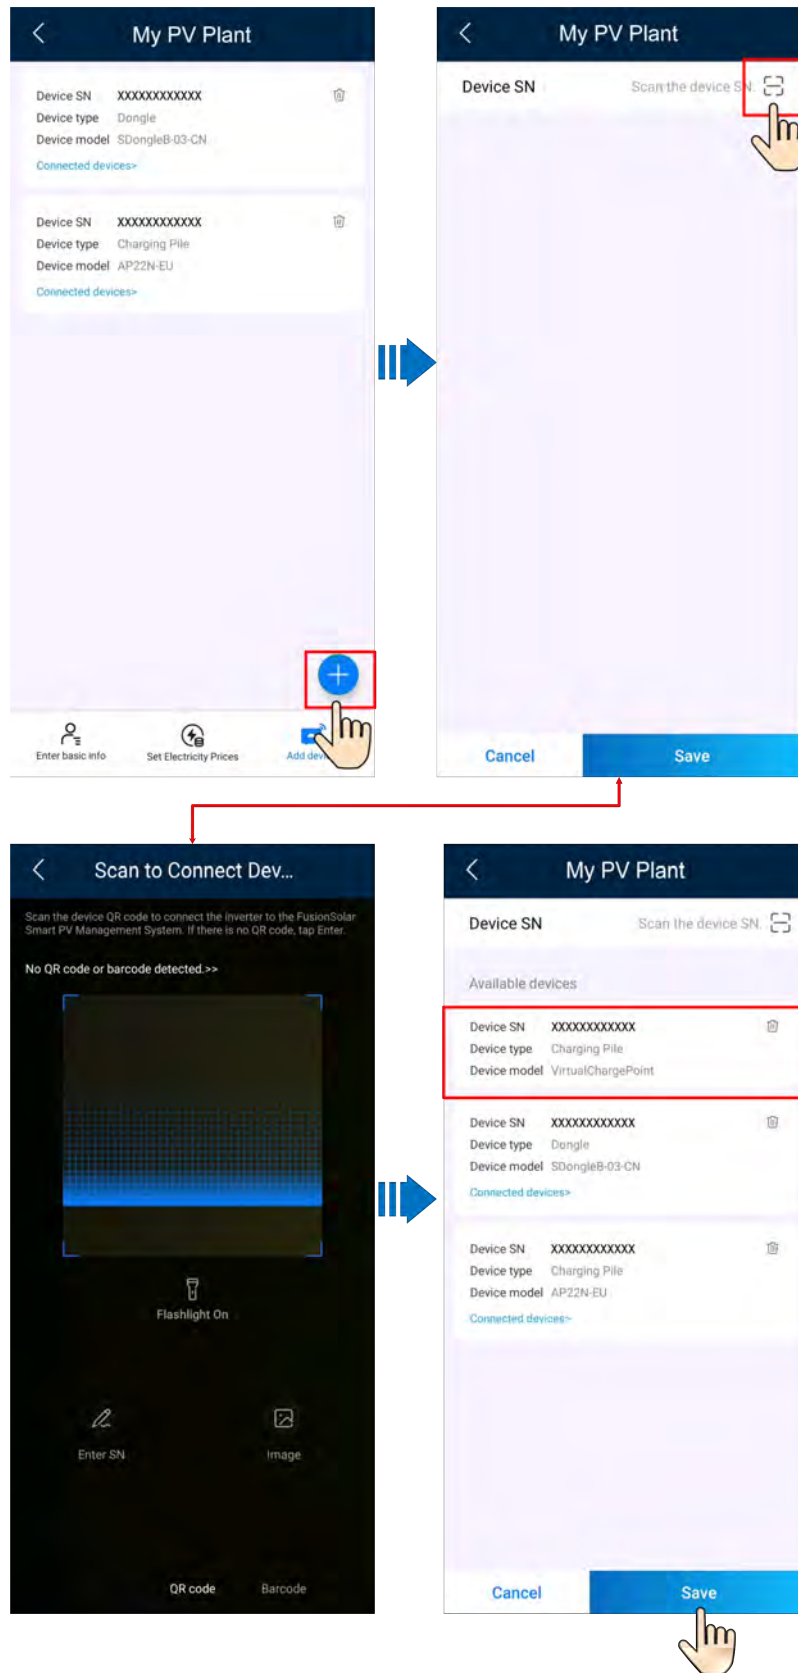 My PV Plant
Device SN XXXXXXXXXXXX
Device type Dongle
Device model SDongleB-03-CN
Connected devices>
Device SN XXXXXXXXXXXX
Device type Charging Pile
Device model AP22N-EU
Connected devices>
Enter basic info
Set Electricity Prices
Add
My PV Plant
Device SN Scan the device SN.
Cancel
Save
Scan to Connect Dev...
Scan the device QR code to connect the inverter to the FusionSolar
Smart PV Management System. If there is no QR code, tap Enter.
No QR code or barcode detected.>>
Flashlight On
Enter SN
Image
QR code
Barcode
My PV Plant
Device SN Scan the device SN.
Available devices
Device SN XXXXXXXXXXXX
Device type Charging Pile
Device model VirtualChargePoint
Device SN XXXXXXXXXXXX
Device type Dongle
Device model SDongleB-03-CN
Connected devices>
Device SN XXXXXXXXXXXX
Device type Charging Pile
Device model AP22N-EU
Connected devices>
Cancel
Save